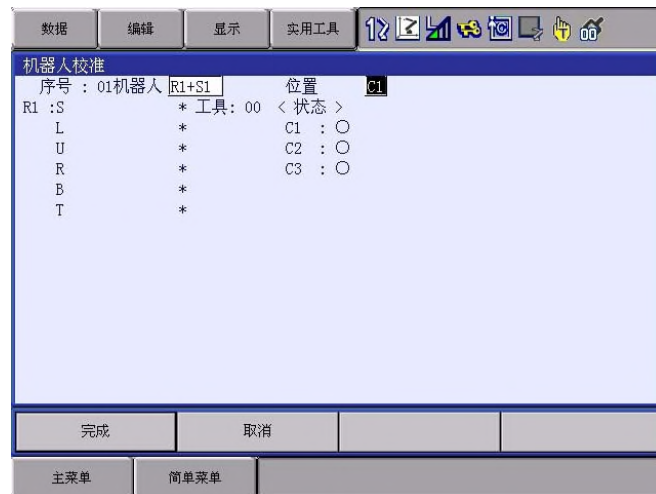 数据 编辑 显示 实用工具
机器人校准
序号 : 01机器人 R1+S1 位置 C1
R1 :S * 工具: 00 < 状态 >
L * C1 : ○
U * C2 : ○
R * C3 : ○
B *
T *
完成 取消
主菜单 简单菜单